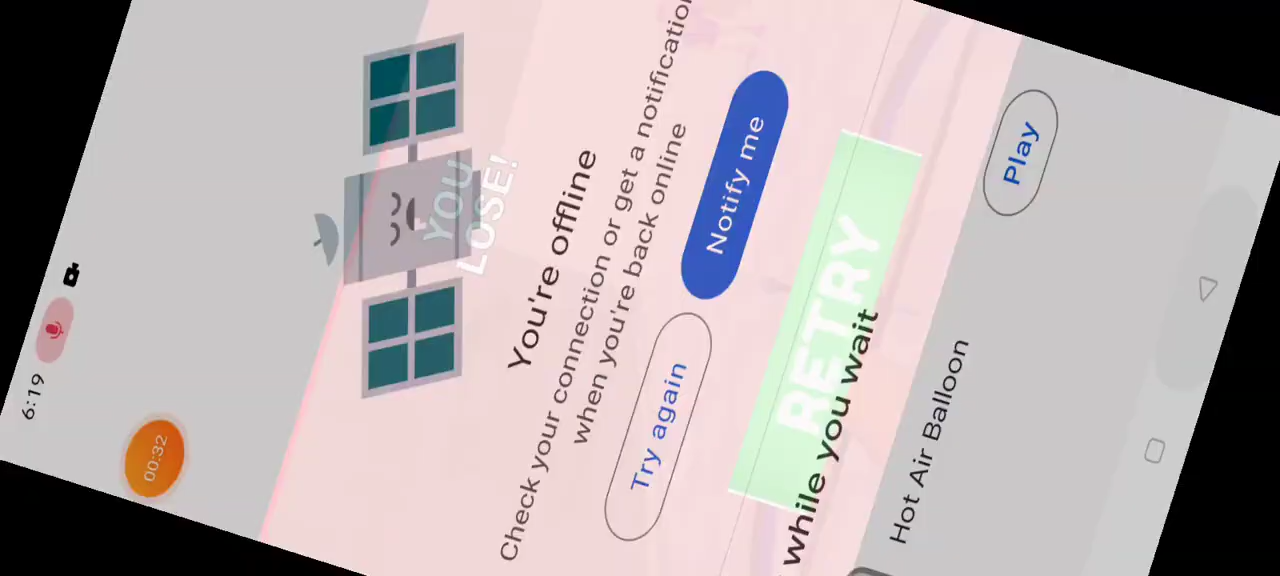 6:19
00:32
YOU
LOSE!
You're offline
Check your connection or get a notification
when you're back online
Try again
Notify me
RETRY
while you wait
Hot Air Balloon
Play